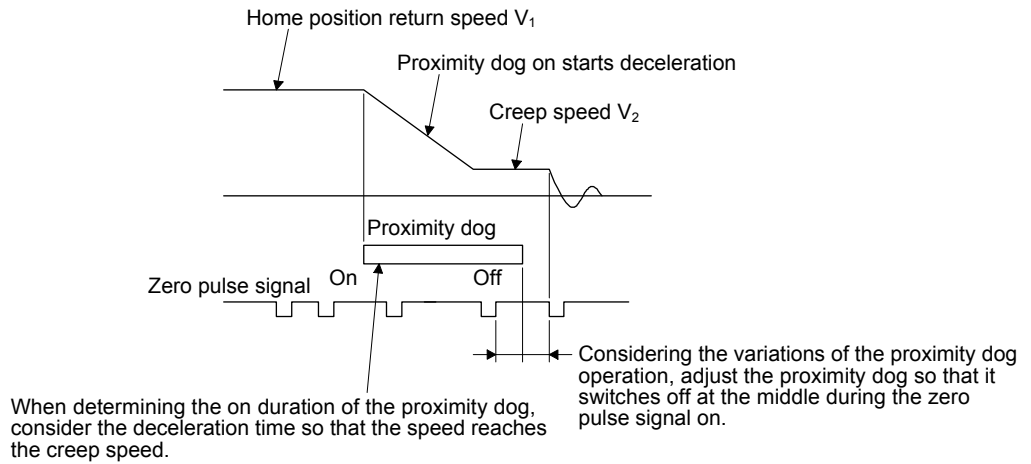 Home position return speed V₁
Proximity dog on starts deceleration
Creep speed V₂
Proximity dog
On
Off
Zero pulse signal
Considering the variations of the proximity dog
operation, adjust the proximity dog so that it
switches off at the middle during the zero
pulse signal on.
When determining the on duration of the proximity dog,
consider the deceleration time so that the speed reaches
the creep speed.